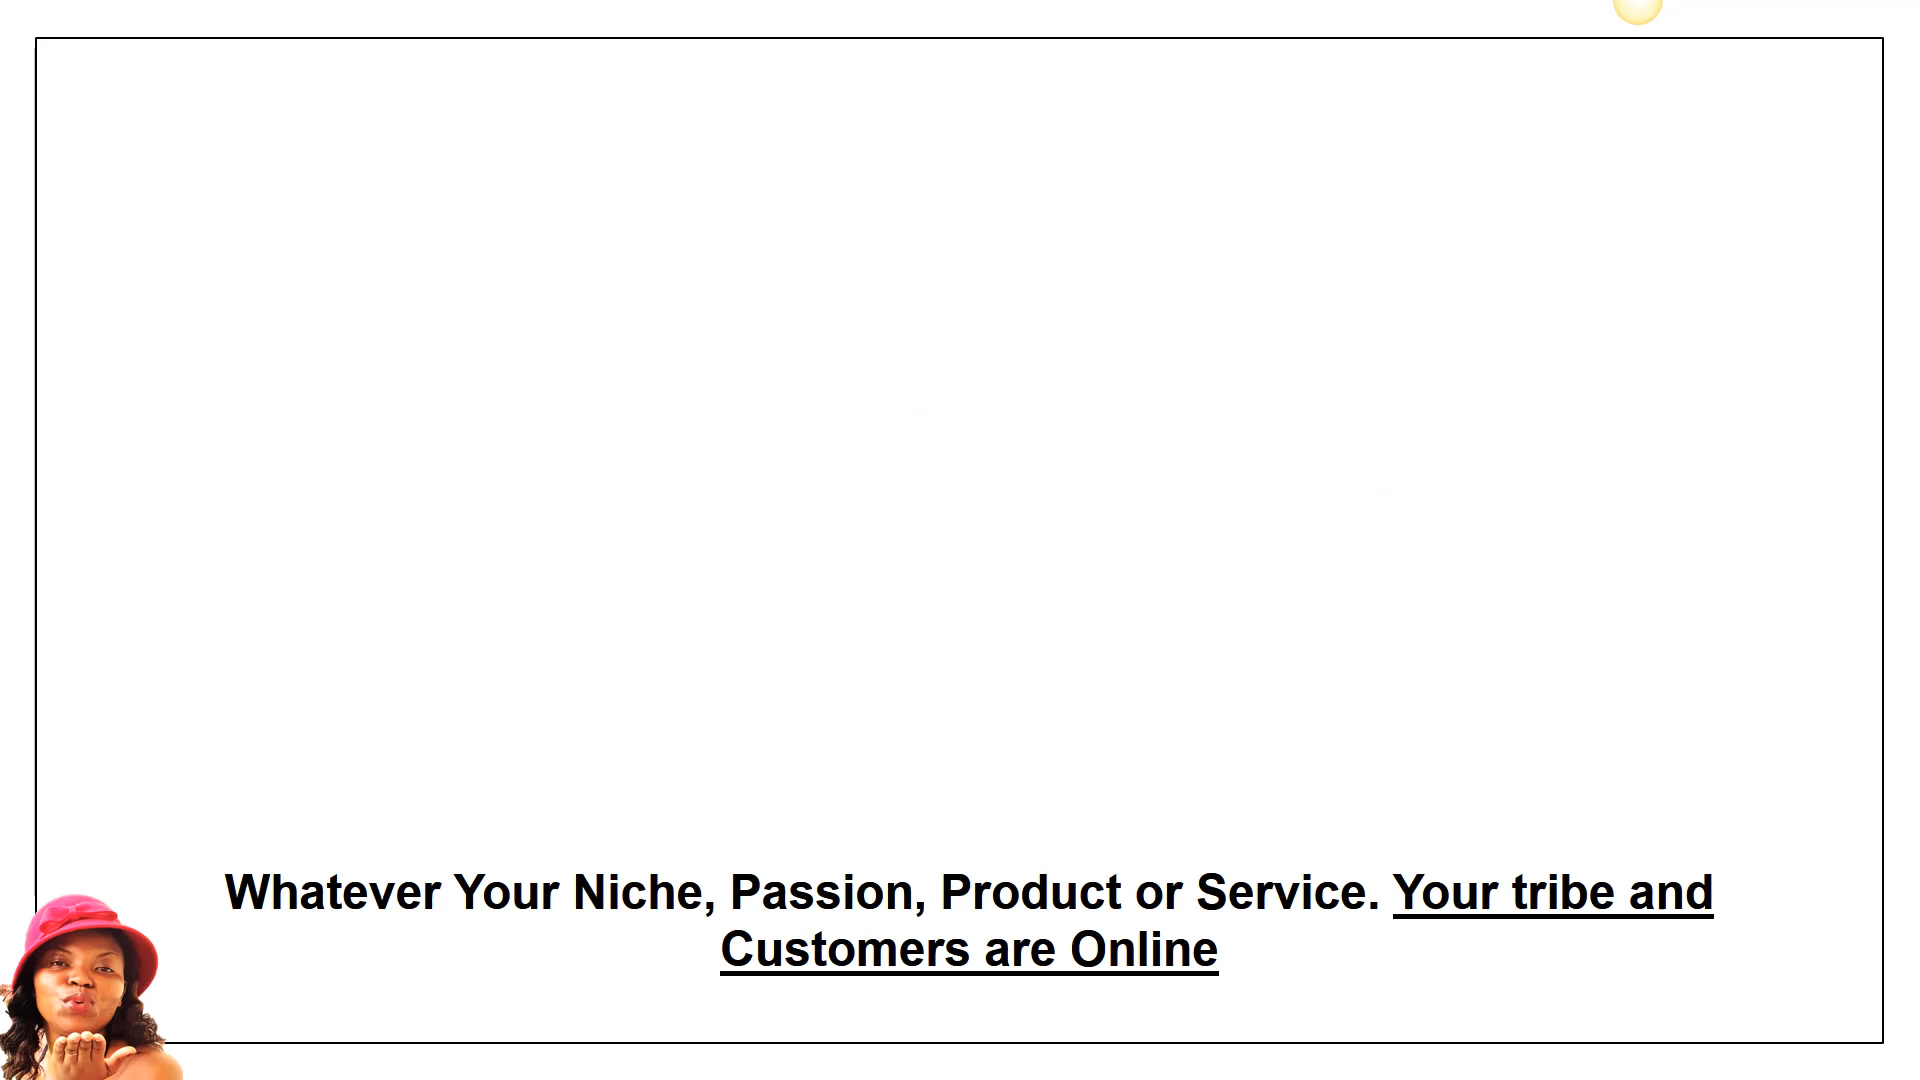 Whatever Your Niche, Passion, Product or Service. Your tribe and
Customers are Online